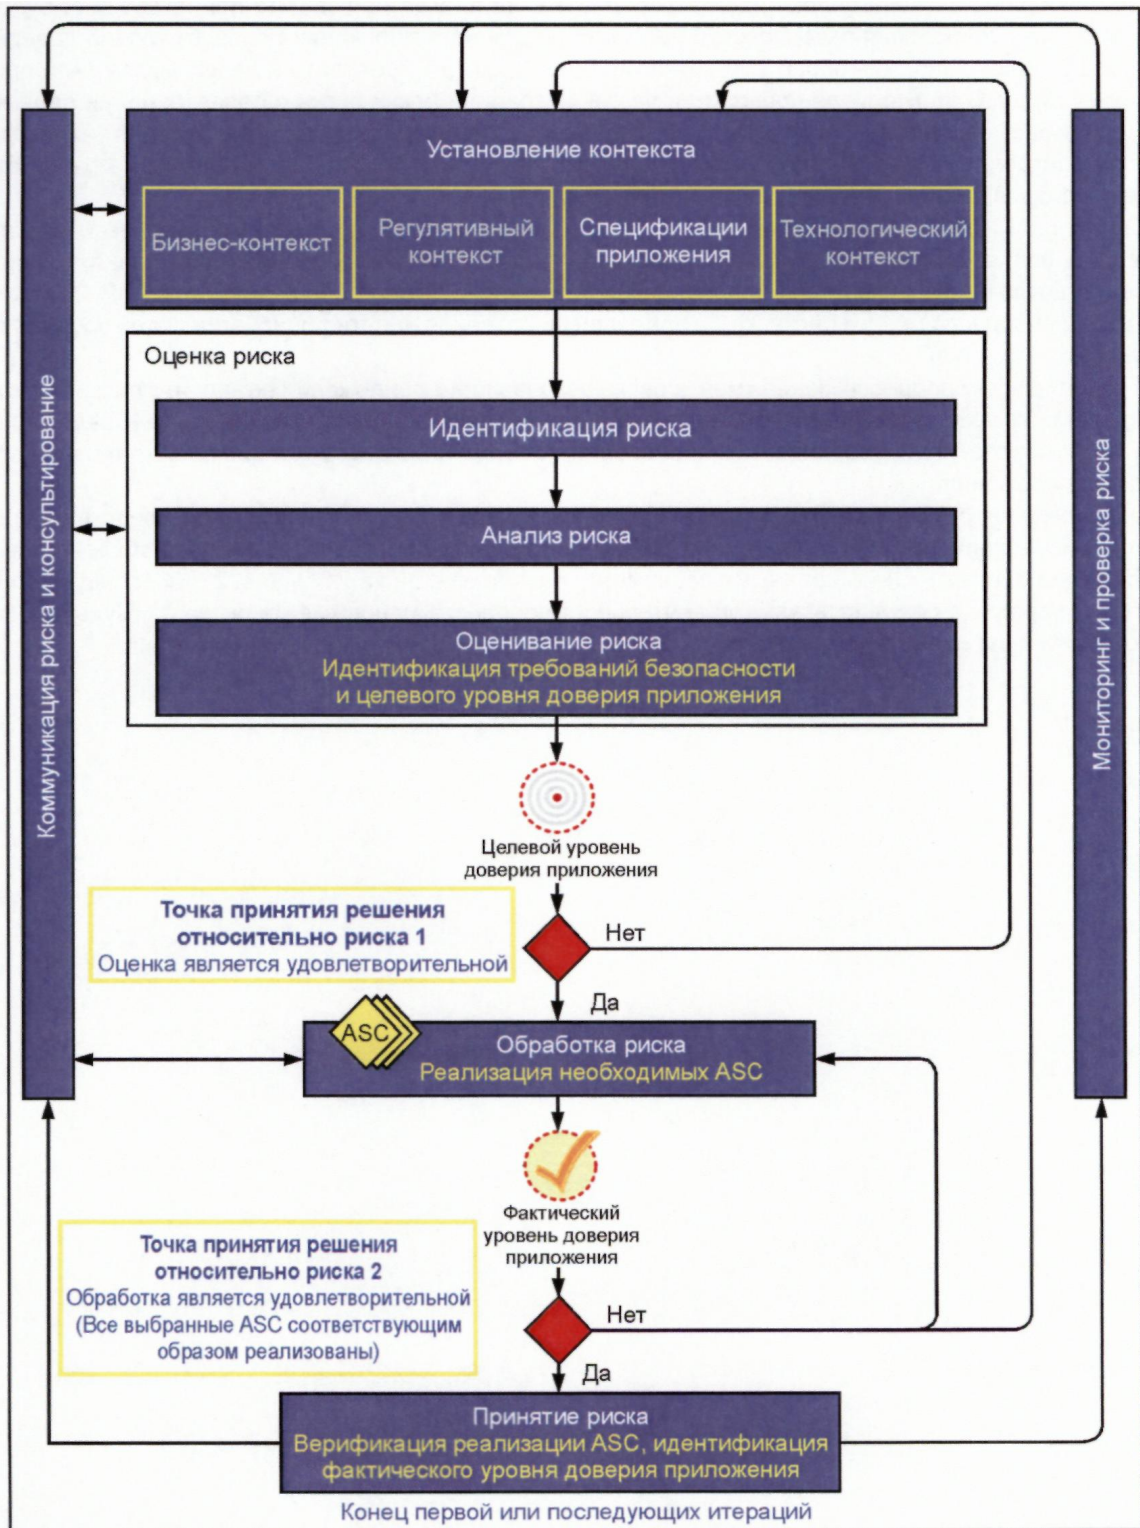 Установление контекста
Бизнес-контекст
Регулятивный
контекст
Спецификации
приложения
Технологический
контекст
Коммуникация риска и консультирование
Мониторинг и проверка риска
Оценка риска
Идентификация риска
Анализ риска
Оценивание риска
Идентификация требований безопасности
и целевого уровня доверия приложения
Целевой уровень
доверия приложения
Точка принятия решения
относительно риска 1
Оценка является удовлетворительной
Нет
Да
ASC
Обработка риска
Реализация необходимых ASC
Фактический
уровень доверия
приложения
Точка принятия решения
относительно риска 2
Обработка является удовлетворительной
(Все выбранные ASC соответствующим
образом реализованы)
Нет
Да
Принятие риска
Верификация реализации ASC, идентификация
фактического уровня доверия приложения
Конец первой или последующих итераций